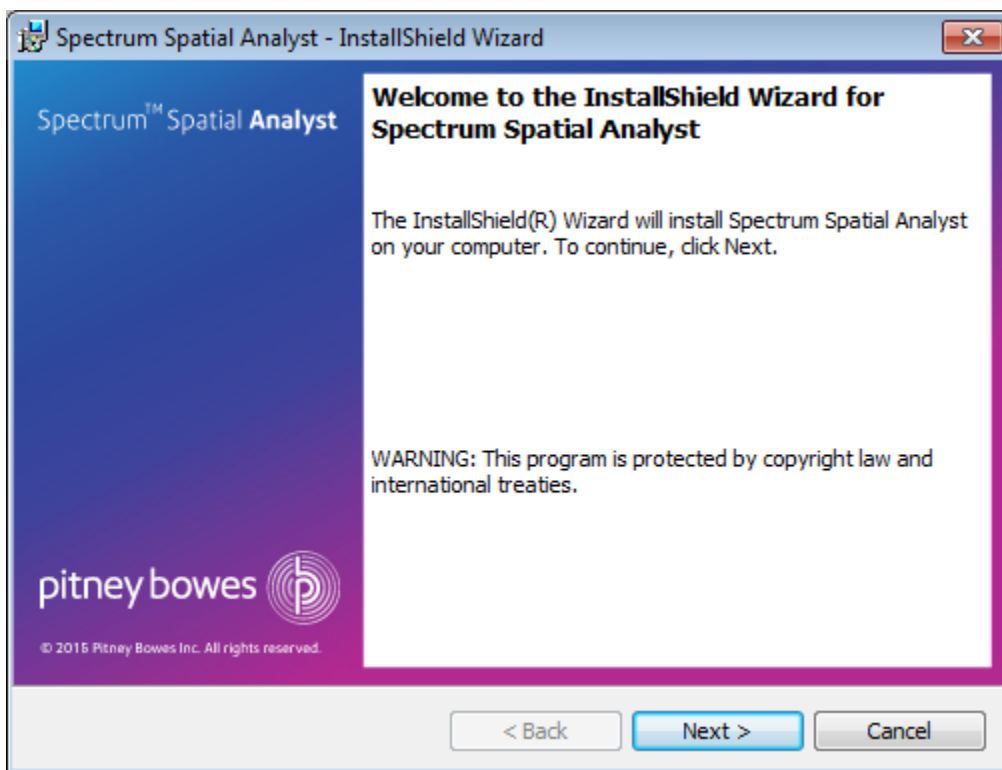 Spectrum Spatial Analyst - InstallShield Wizard
Spectrum™ Spatial Analyst
Welcome to the InstallShield Wizard for
Spectrum Spatial Analyst
The InstallShield(R) Wizard will install Spectrum Spatial Analyst
on your computer. To continue, click Next.
WARNING: This program is protected by copyright law and
international treaties.
pitney bowes
© 2015 Pitney Bowes Inc. All rights reserved.
< Back
Next >
Cancel